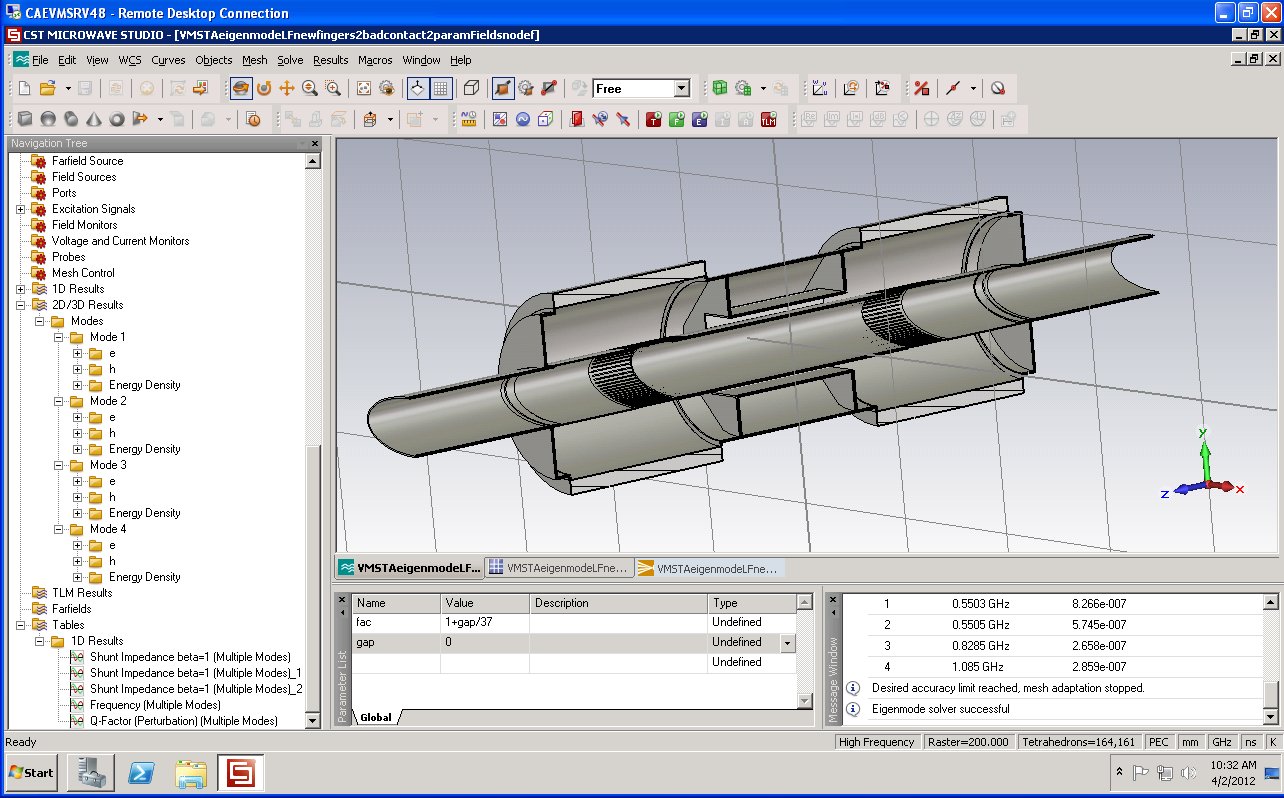 CAEVMSRV48 - Remote Desktop Connection
CST MICROWAVE STUDIO - [VMSTAeigenmodeLFnewfingers2badcontact2paramFieldsnodef]
File Edit View WCS Curves Objects Mesh Solve Results Macros Window Help
Free
Navigation Tree
Farfield Source
Field Sources
Ports
Excitation Signals
Field Monitors
Voltage and Current Monitors
Probes
Mesh Control
1D Results
2D/3D Results
Modes
Mode 1
e
h
Energy Density
Mode 2
e
h
Energy Density
Mode 3
e
h
Energy Density
Mode 4
e
h
Energy Density
TLM Results
Farfields
Tables
1D Results
Shunt Impedance beta=1 (Multiple Modes)
Shunt Impedance beta=1 (Multiple Modes)_1
Shunt Impedance beta=1 (Multiple Modes)_2
Frequency (Multiple Modes)
Q-Factor (Perturbation) (Multiple Modes)
y
z
x
VMSTAeigenmodeLF... VMSTAeigenmodeLFne... VMSTAeigenmodeLFne...
Parameter List
Name Value Description Type
fac 1+gap/37 Undefined
gap 0 Undefined
Undefined
Global
Message Window
1 0.5503 GHz 8.266e-007
2 0.5505 GHz 5.745e-007
3 0.8285 GHz 2.658e-007
4 1.085 GHz 2.859e-007
Desired accuracy limit reached, mesh adaptation stopped.
Eigenmode solver successful
Ready
High Frequency Raster=200.000 Tetrahedrons=164,161 PEC mm GHz ns K
Start
10:32 AM
4/2/2012